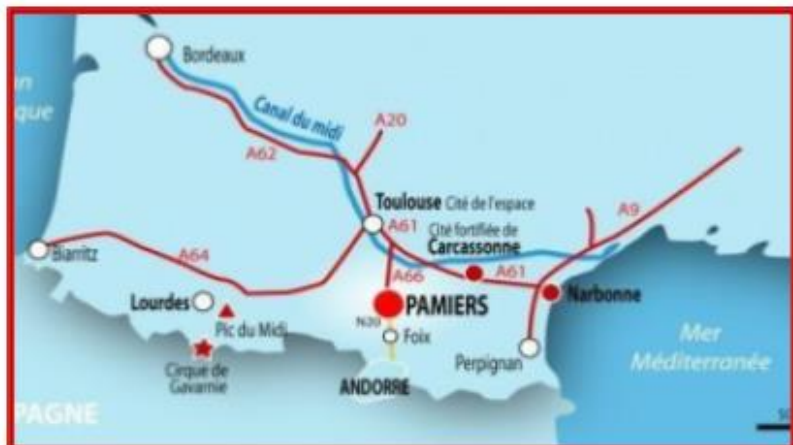 Bordeaux
an
que
Canal du midi
A20
A62
Toulouse Cité de l'espace
A61
Cité fortifiée de
Carcassonne
A9
Biarritz
A64
A66
A61
Lourdes
PAMIERS
Narbonne
Pic du Midi
N20
Foix
Mer
Méditerranée
Cirque de
Gavarnie
Perpignan
ANDORRE
PAGNE